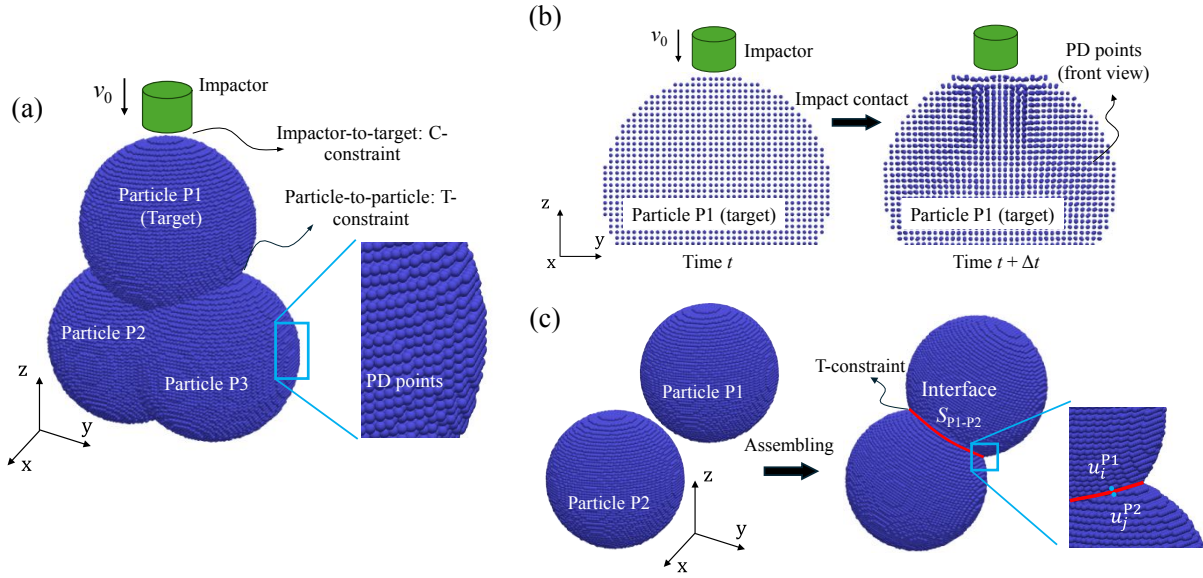 (a)
v₀
Impactor
Impactor-to-target: C-
constraint
Particle P1
(Target)
Particle-to-particle: T-
constraint
Particle P2
Particle P3
PD points
z
y
x
(b)
v₀
Impactor
PD points
(front view)
Impact contact
z
y
x
Particle P1 (target)
Particle P1 (target)
Time t
Time t + Δt
(c)
Particle P1
Particle P2
z
y
x
Assembling
T-constraint
Interface
S_P1-P2
u_i^P1
u_j^P2